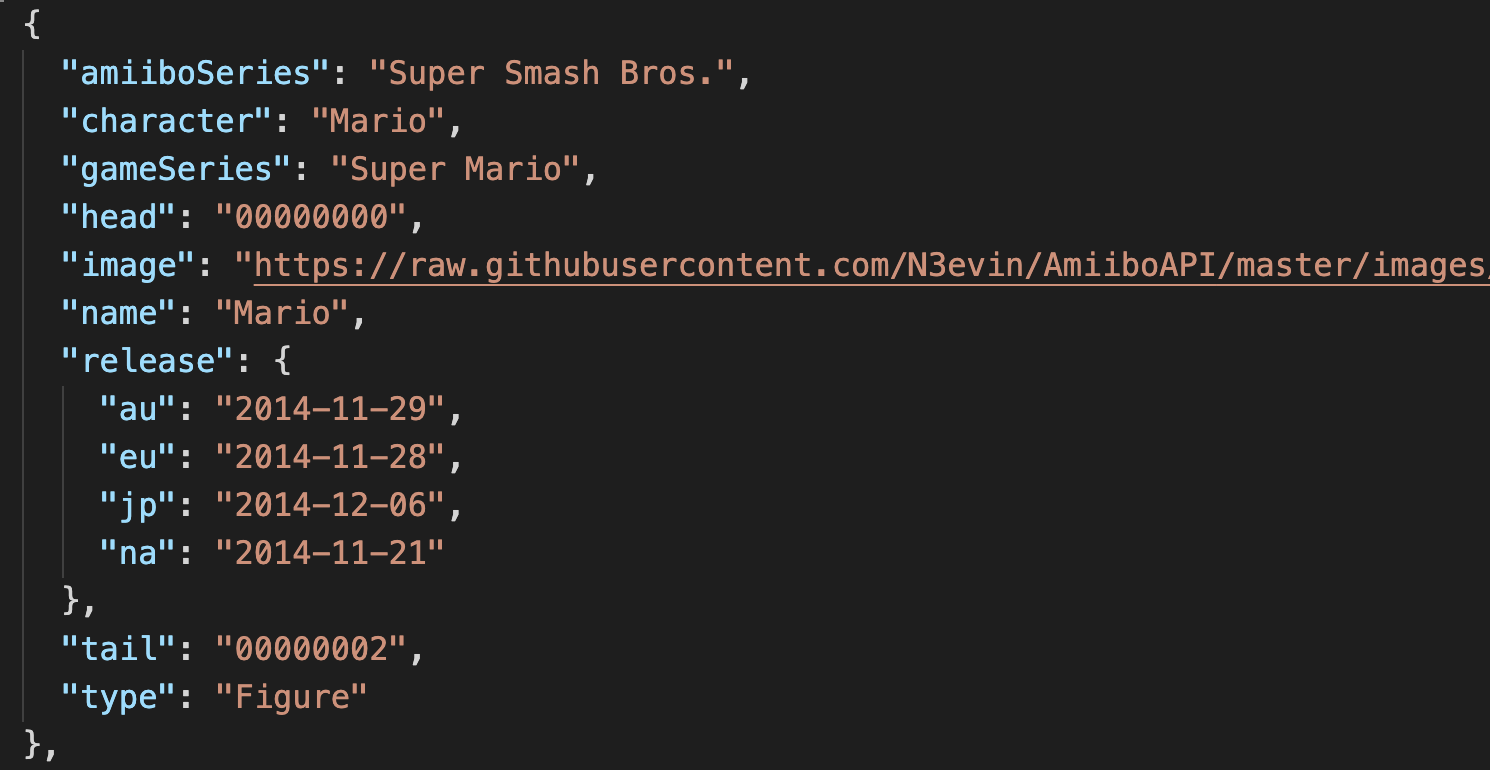 {
"amiiboSeries": "Super Smash Bros.",
"character": "Mario",
"gameSeries": "Super Mario",
"head": "00000000",
"image": "https://raw.githubusercontent.com/N3evin/AmiiboAPI/master/images/
"name": "Mario",
"release": {
"au": "2014-11-29",
"eu": "2014-11-28",
"jp": "2014-12-06",
"na": "2014-11-21"
},
"tail": "00000002",
"type": "Figure"
},